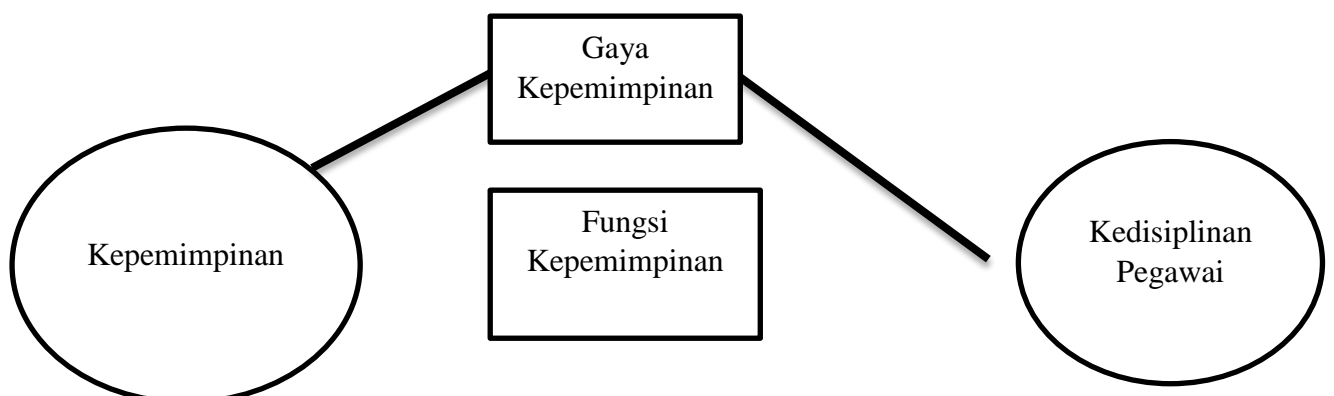 Gaya
Kepemimpinan
Kepemimpinan
Fungsi
Kepemimpinan
Kedisiplinan
Pegawai